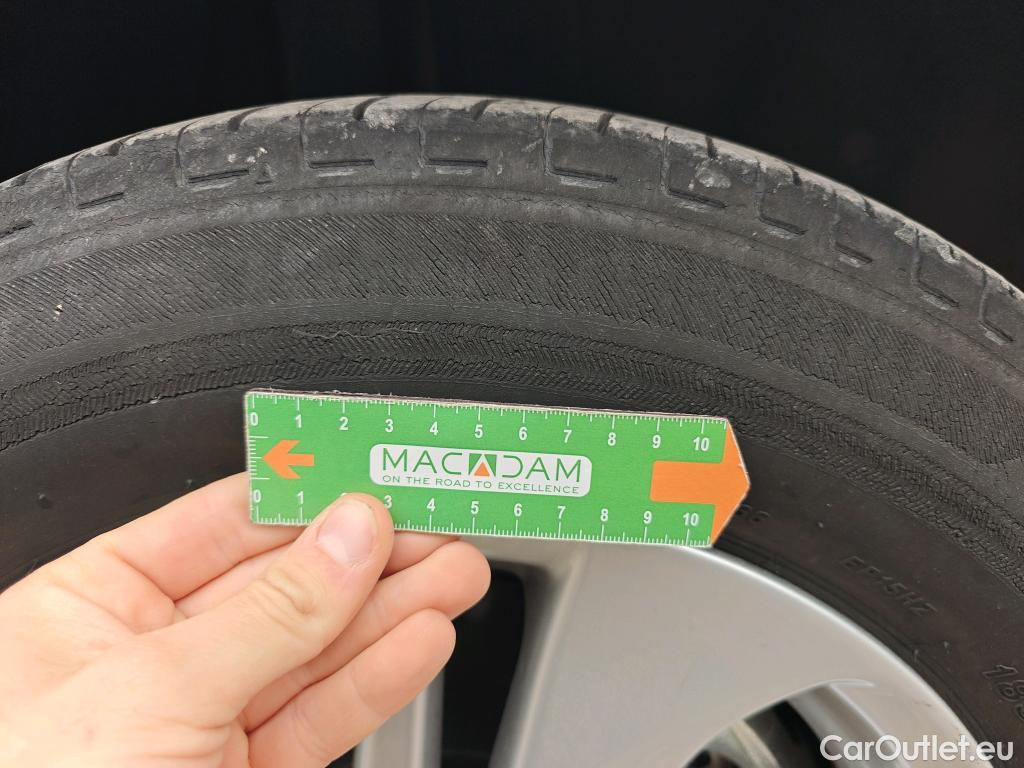 0 1 2 3 4 5 6 7 8 9 10
MACADAM
ON THE ROAD TO EXCELLENCE
0 1 3 4 5 6 7 8 9 10
EP15HZ
CarOutlet.eu